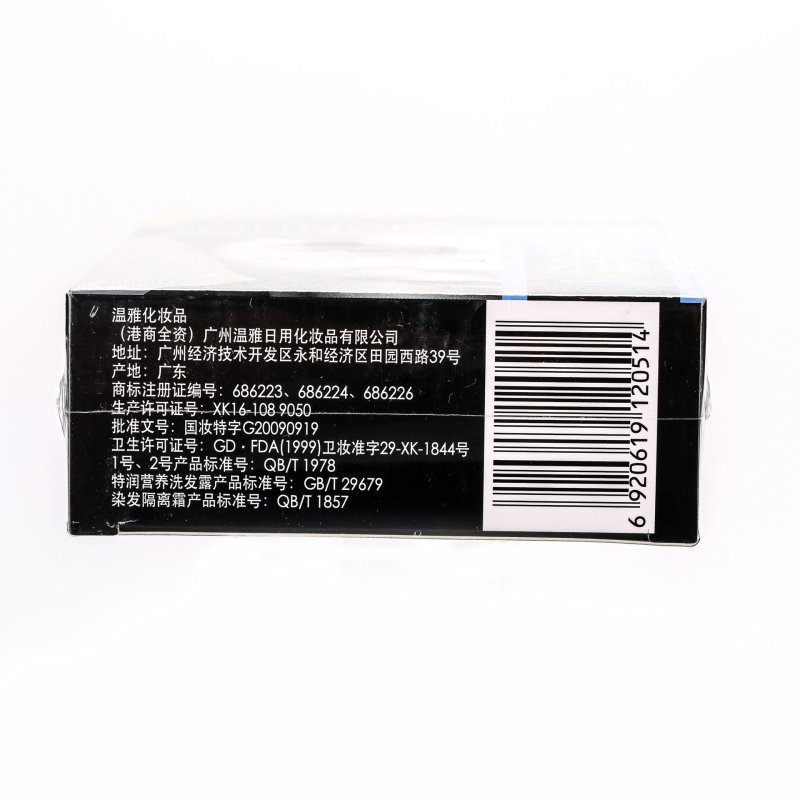 温雅化妆品
（港商全资）广州温雅日用化妆品有限公司
地址：广州经济技术开发区永和经济区田园西路39号
产地：广东
商标注册证编号：686223、686224、686226
生产许可证号：XK16-108 9050
批准文号：国妆特字G20090919
卫生许可证号：GD·FDA(1999)卫妆准字29-XK-1844号
1号、2号产品标准号：QB/T 1978
特润营养洗发露产品标准号：GB/T 29679
染发隔离霜产品标准号：QB/T 1857
6 920619 120514